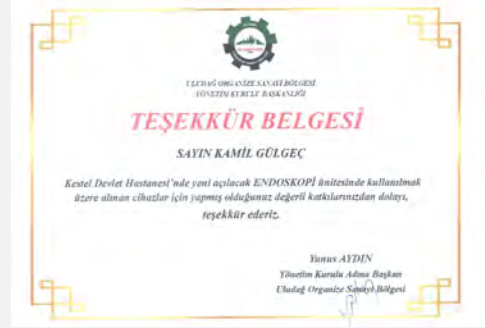 ULUDAĞ ORGANİZE SANAYİ BÖLGESİ
YÖNETİM KURULU BAŞKANLIĞI
TEŞEKKÜR BELGESİ
SAYIN KAMİL GÜLGEÇ
Kestel Devlet Hastanesi'nde yeni açılacak ENDOSKOPİ ünitesinde kullanılmak
üzere alınan cihazlar için yapmış olduğunuz değerli katkılarınızdan dolayı,
teşekkür ederiz.
Yunus AYDIN
Yönetim Kurulu Adına Başkan
Uludağ Organize Sanayi Bölgesi